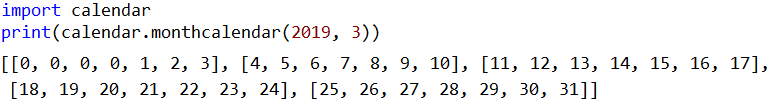 import calendar
print(calendar.monthcalendar(2019, 3))
[[0, 0, 0, 0, 1, 2, 3], [4, 5, 6, 7, 8, 9, 10], [11, 12, 13, 14, 15, 16, 17],
[18, 19, 20, 21, 22, 23, 24], [25, 26, 27, 28, 29, 30, 31]]